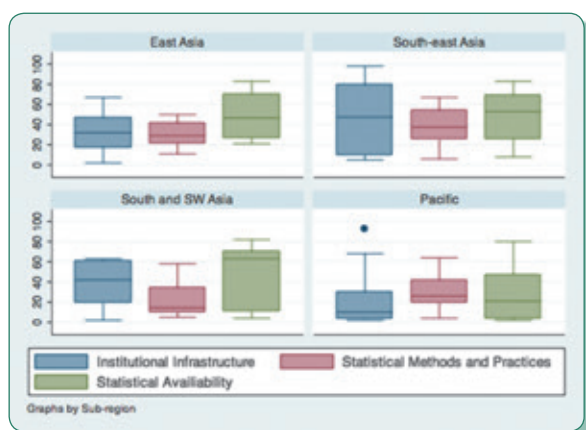 East Asia
South-east Asia
0 20 40 60 80 100
South and SW Asia
Pacific
0 20 40 60 80 100
Institutional Infrastructure
Statistical Methods and Practices
Statistical Availiability
Graphs by Sub-region